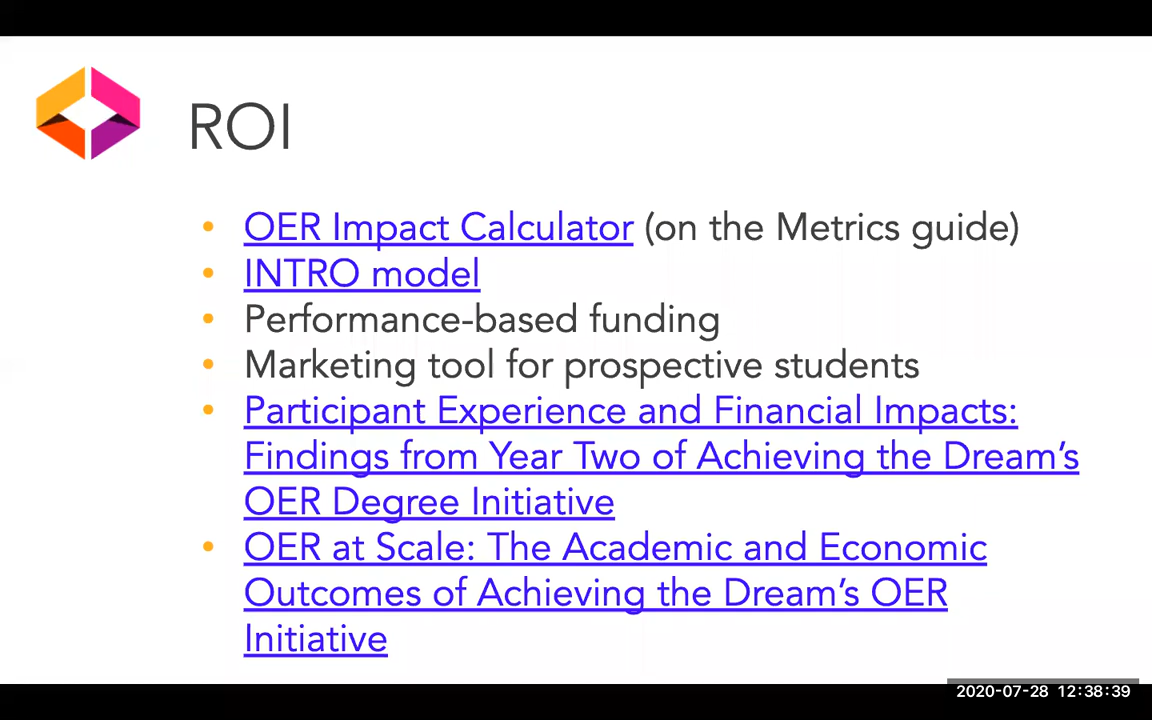 ROI
• OER Impact Calculator (on the Metrics guide)
• INTRO model
• Performance-based funding
• Marketing tool for prospective students
• Participant Experience and Financial Impacts:
Findings from Year Two of Achieving the Dream’s
OER Degree Initiative
• OER at Scale: The Academic and Economic
Outcomes of Achieving the Dream’s OER
Initiative
2020-07-28 12:38:39